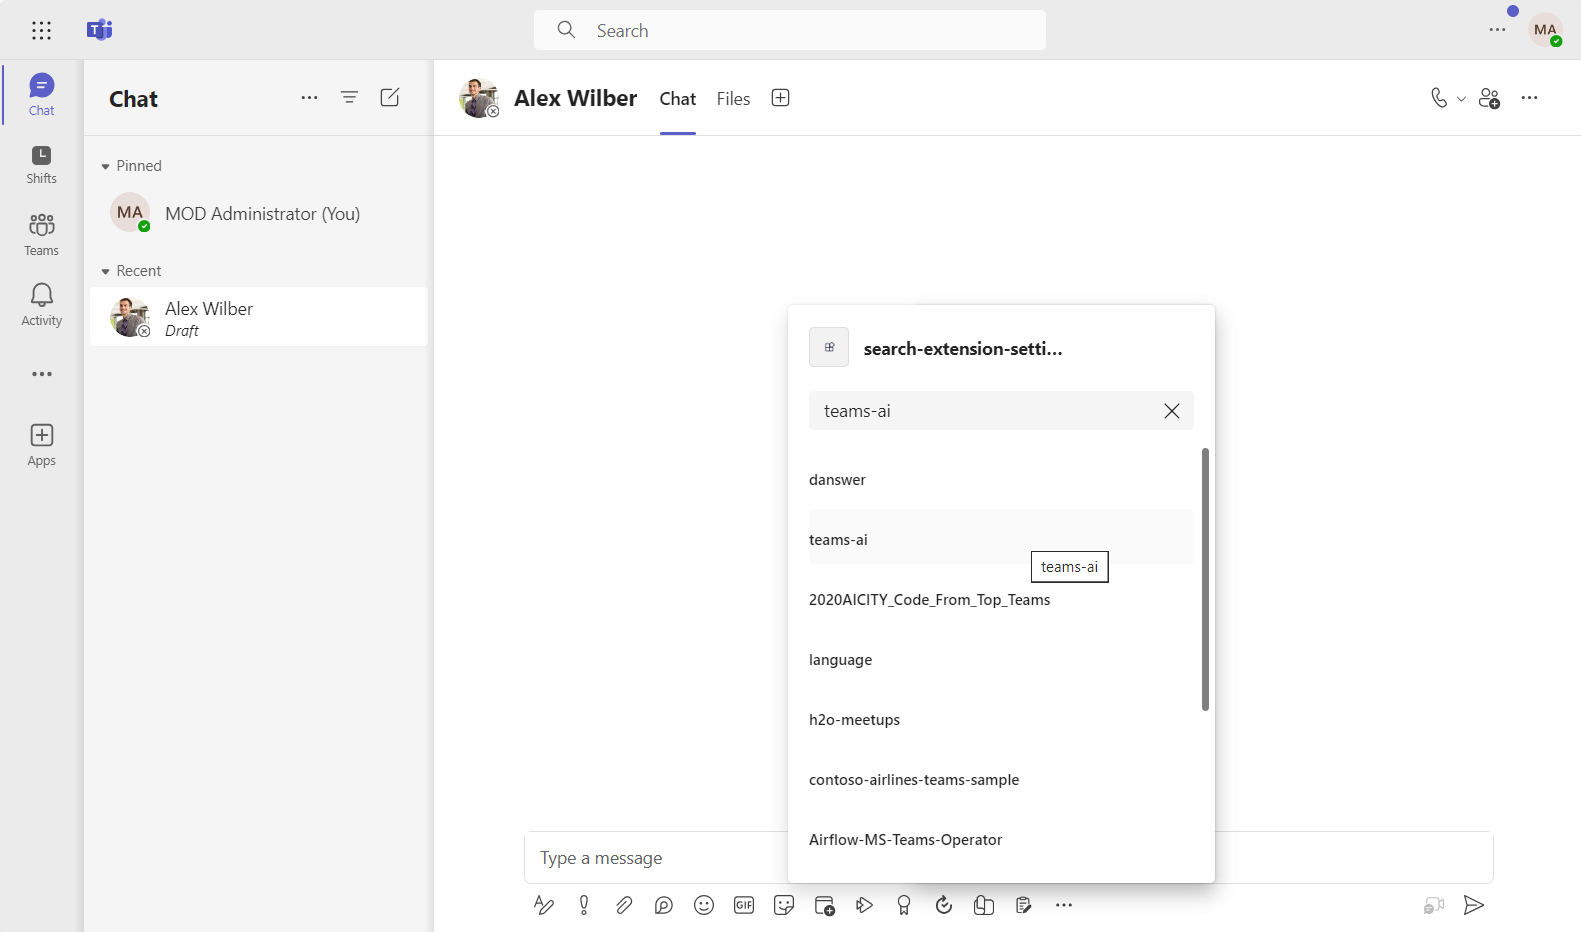 Search
MA
Chat
Shifts
Teams
Activity
Apps
Chat
Pinned
MA
MOD Administrator (You)
Recent
Alex Wilber
Draft
Alex Wilber
Chat
Files
search-extension-setti...
teams-ai
danswer
teams-ai
teams-ai
2020AICITY_Code_From_Top_Teams
language
h2o-meetups
contoso-airlines-teams-sample
Airflow-MS-Teams-Operator
Type a message
GIF